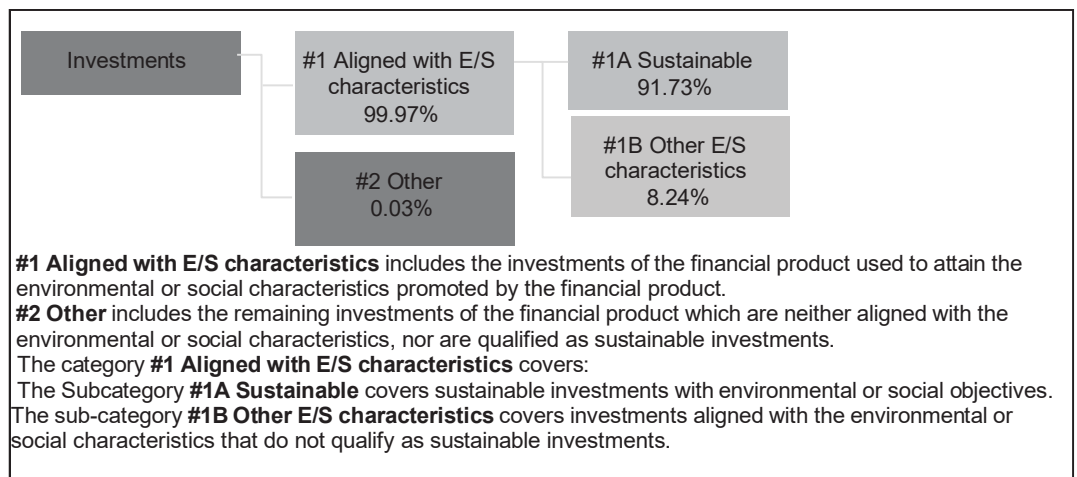 Investments
#1 Aligned with E/S
characteristics
99.97%
#1A Sustainable
91.73%
#1B Other E/S
characteristics
8.24%
#2 Other
0.03%
#1 Aligned with E/S characteristics includes the investments of the financial product used to attain the
environmental or social characteristics promoted by the financial product.
#2 Other includes the remaining investments of the financial product which are neither aligned with the
environmental or social characteristics, nor are qualified as sustainable investments.
The category #1 Aligned with E/S characteristics covers:
The Subcategory #1A Sustainable covers sustainable investments with environmental or social objectives.
The sub-category #1B Other E/S characteristics covers investments aligned with the environmental or
social characteristics that do not qualify as sustainable investments.